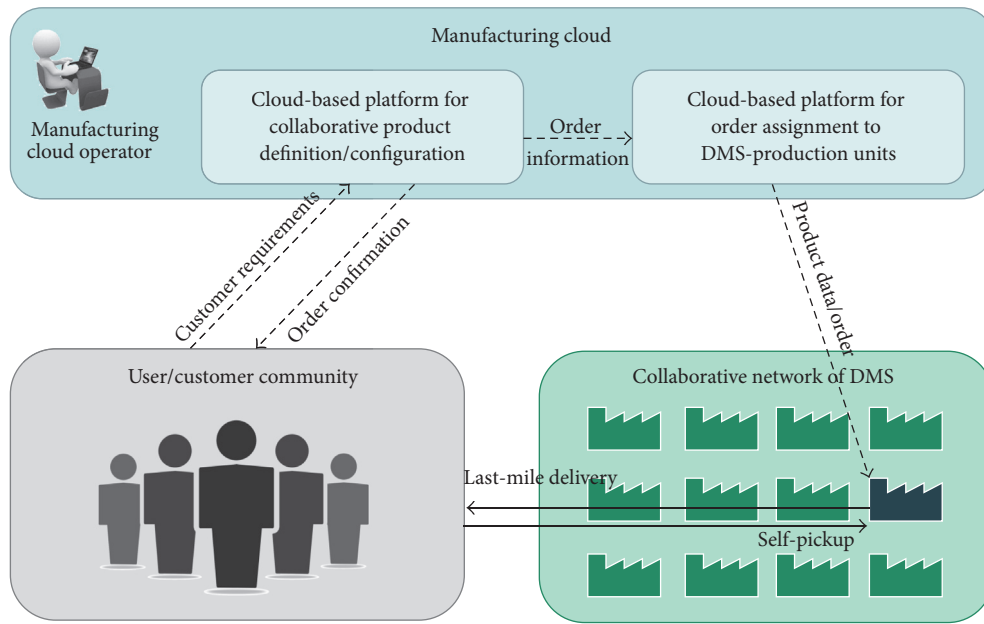 Manufacturing cloud
Manufacturing
cloud operator
Cloud-based platform for
collaborative product
definition/configuration
Order
information
Cloud-based platform for
order assignment to
DMS-production units
Customer requirements
Order confirmation
Product data/order
User/customer community
Collaborative network of DMS
Last-mile delivery
Self-pickup